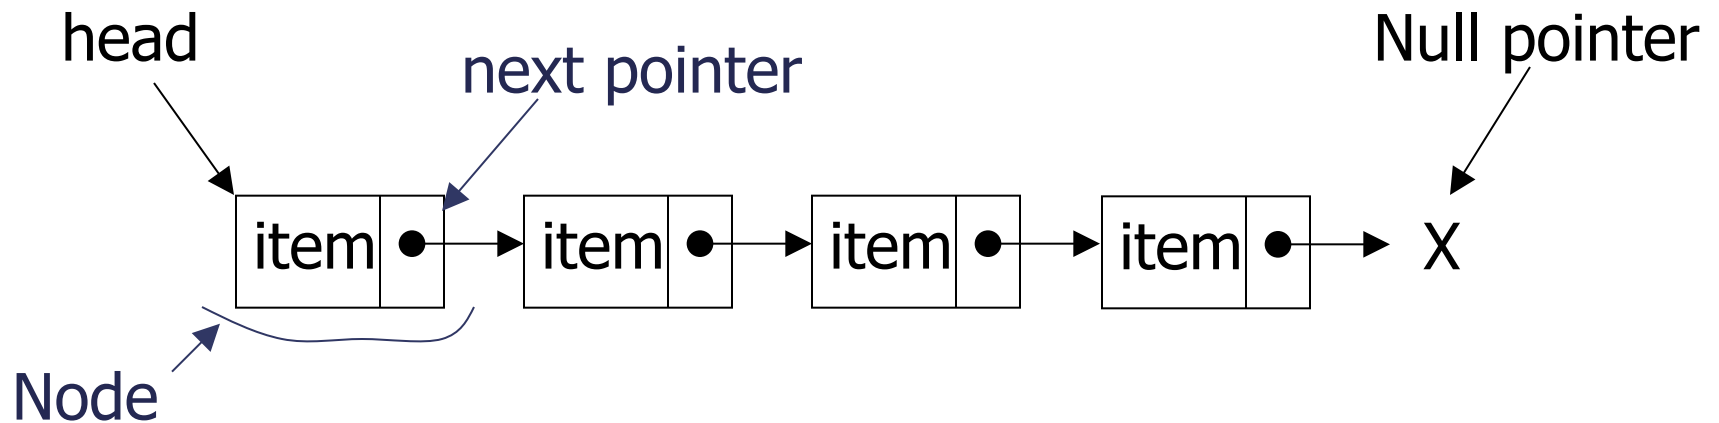 head
next pointer
Null pointer
item item item item X
Node